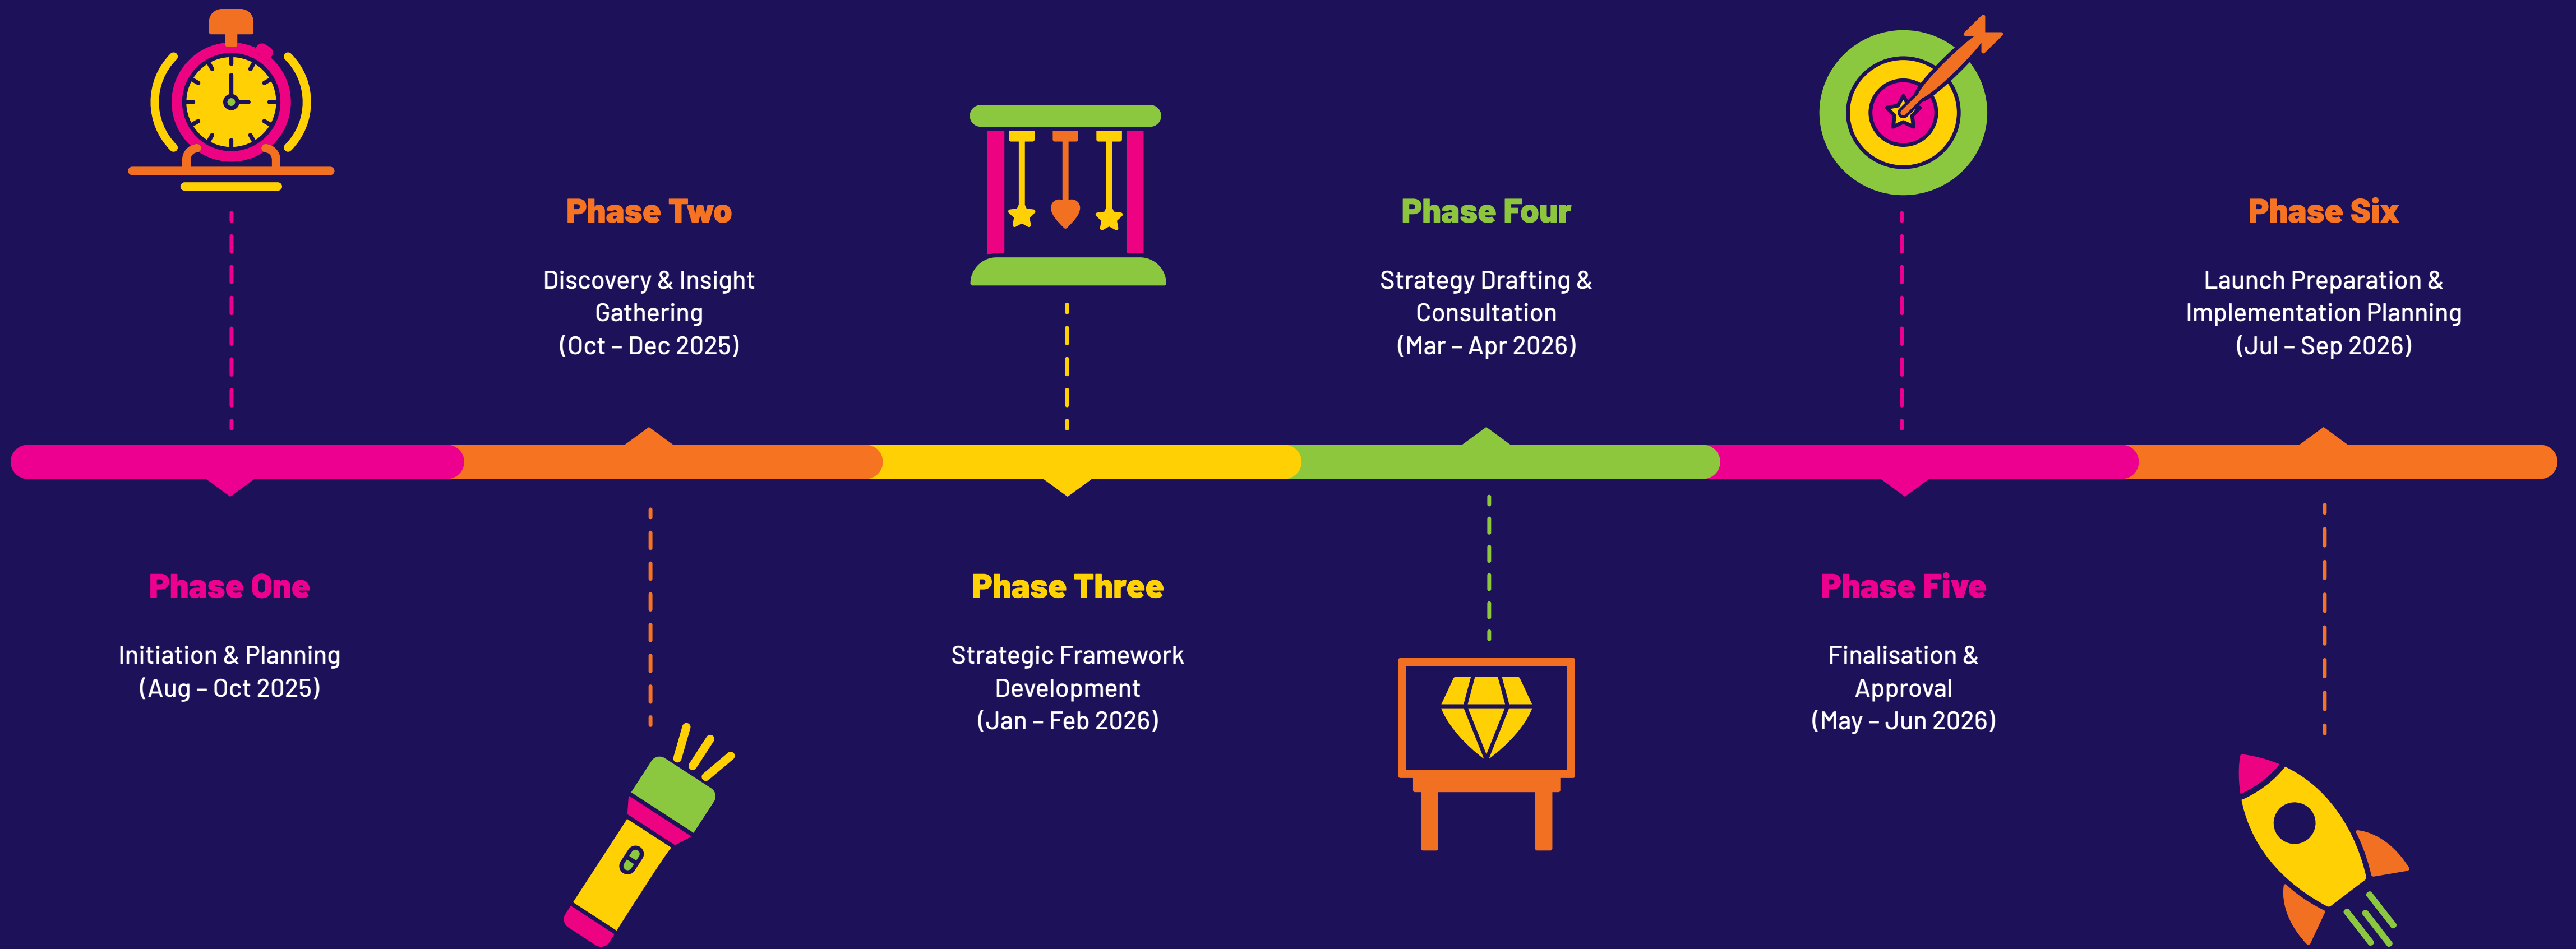 Phase One
Initiation & Planning
(Aug – Oct 2025)
Phase Two
Discovery & Insight
Gathering
(Oct – Dec 2025)
Phase Three
Strategic Framework
Development
(Jan – Feb 2026)
Phase Four
Strategy Drafting &
Consultation
(Mar – Apr 2026)
Phase Five
Finalisation &
Approval
(May – Jun 2026)
Phase Six
Launch Preparation &
Implementation Planning
(Jul – Sep 2026)